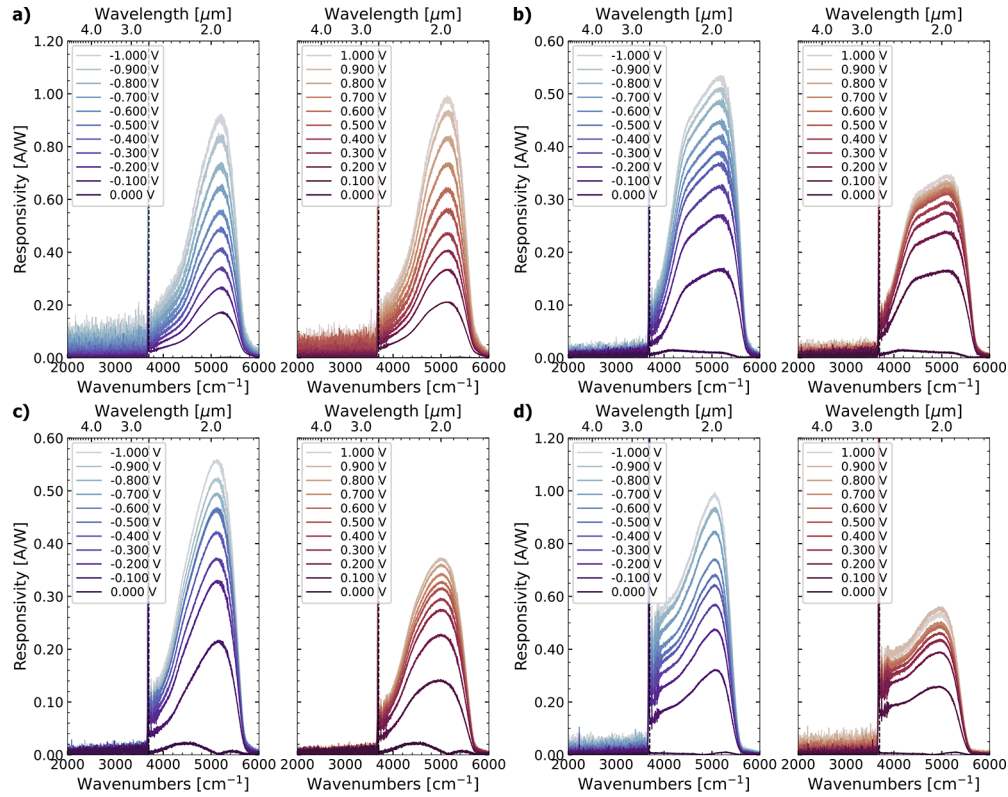 a)
Wavelength [μm]
4.0 3.0 2.0
Responsivity [A/W]
1.20
1.00
0.80
0.60
0.40
0.20
0.00
-1.000 V
-0.900 V
-0.800 V
-0.700 V
-0.600 V
-0.500 V
-0.400 V
-0.300 V
-0.200 V
-0.100 V
0.000 V
2000 3000 4000 5000 6000
Wavenumbers [cm⁻¹]
Wavelength [μm]
4.0 3.0 2.0
1.000 V
0.900 V
0.800 V
0.700 V
0.600 V
0.500 V
0.400 V
0.300 V
0.200 V
0.100 V
0.000 V
2000 3000 4000 5000 6000
Wavenumbers [cm⁻¹]
b)
Wavelength [μm]
4.0 3.0 2.0
Responsivity [A/W]
0.60
0.50
0.40
0.30
0.20
0.10
0.00
-1.000 V
-0.900 V
-0.800 V
-0.700 V
-0.600 V
-0.500 V
-0.400 V
-0.300 V
-0.200 V
-0.100 V
0.000 V
2000 3000 4000 5000 6000
Wavenumbers [cm⁻¹]
Wavelength [μm]
4.0 3.0 2.0
1.000 V
0.900 V
0.800 V
0.700 V
0.600 V
0.500 V
0.400 V
0.300 V
0.200 V
0.100 V
0.000 V
2000 3000 4000 5000 6000
Wavenumbers [cm⁻¹]
c)
Wavelength [μm]
4.0 3.0 2.0
Responsivity [A/W]
0.60
0.50
0.40
0.30
0.20
0.10
0.00
-1.000 V
-0.900 V
-0.800 V
-0.700 V
-0.600 V
-0.500 V
-0.400 V
-0.300 V
-0.200 V
-0.100 V
0.000 V
2000 3000 4000 5000 6000
Wavenumbers [cm⁻¹]
Wavelength [μm]
4.0 3.0 2.0
1.000 V
0.900 V
0.800 V
0.700 V
0.600 V
0.500 V
0.400 V
0.300 V
0.200 V
0.100 V
0.000 V
2000 3000 4000 5000 6000
Wavenumbers [cm⁻¹]
d)
Wavelength [μm]
4.0 3.0 2.0
Responsivity [A/W]
1.20
1.00
0.80
0.60
0.40
0.20
0.00
-1.000 V
-0.900 V
-0.800 V
-0.700 V
-0.600 V
-0.500 V
-0.400 V
-0.300 V
-0.200 V
-0.100 V
0.000 V
2000 3000 4000 5000 6000
Wavenumbers [cm⁻¹]
Wavelength [μm]
4.0 3.0 2.0
1.000 V
0.900 V
0.800 V
0.700 V
0.600 V
0.500 V
0.400 V
0.300 V
0.200 V
0.100 V
0.000 V
2000 3000 4000 5000 6000
Wavenumbers [cm⁻¹]